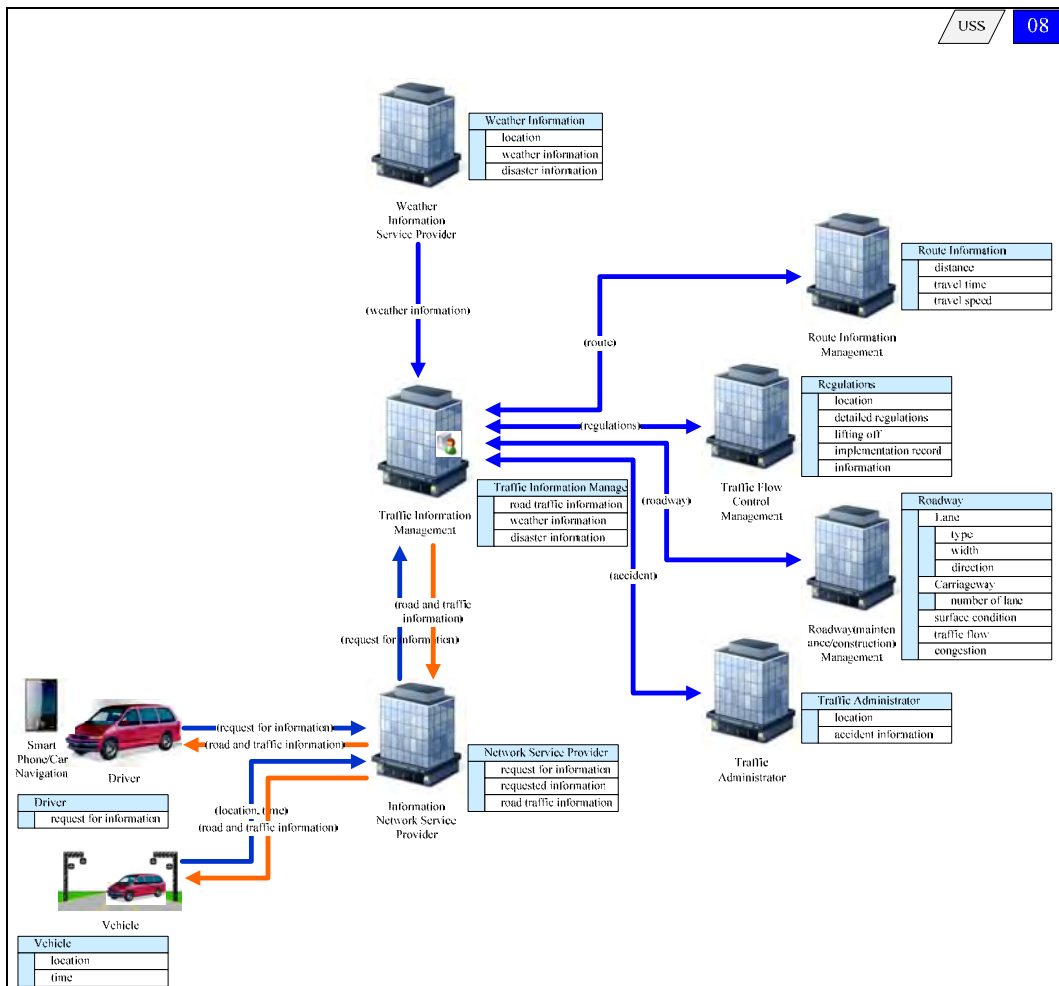 USS
08
Weather Information
location
weather information
disaster information
Weather
Information
Service Provider
(weather information)
Route Information
distance
travel time
travel speed
Route Information
Management
(route)
Regulations
location
detailed regulations
lifting off
implementation record
information
(regulations)
Traffic Flow
Control
Management
Traffic Information Manage
road traffic information
weather information
disaster information
Traffic Information
Management
(roadway)
Roadway
Lane
type
width
direction
Carriageway
number of lane
surface condition
traffic flow
congestion
Roadway(mainten
ance/construction)
Management
(accident)
(road and traffic
information)
(request for information)
Traffic Administrator
location
accident information
Traffic
Administrator
Smart
Phone/Car
Navigation
Driver
(request for information)
(road and traffic information)
Network Service Provider
request for information
requested information
road traffic information
Information
Network Service
Provider
Driver
request for information
(location, time)
(road and traffic information)
Vehicle
Vehicle
location
time